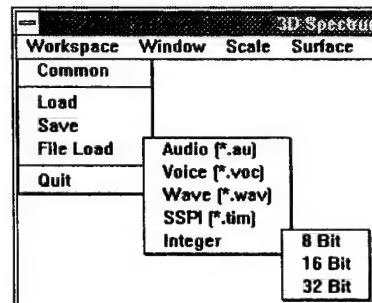 3D Spectru
Workspace Window Scale Surface
Common
Load
Save
File Load
Quit
Audio (*.au)
Voice (*.voc)
Wave (*.wav)
SSPI (*.tim)
Integer
8 Bit
16 Bit
32 Bit